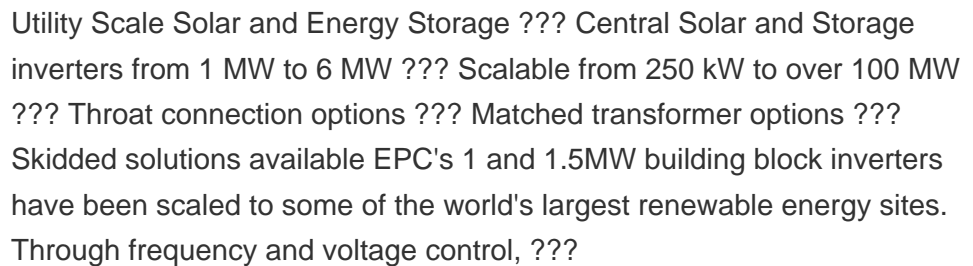 Utility Scale Solar and Energy Storage ??? Central Solar and Storage
inverters from 1 MW to 6 MW ??? Scalable from 250 kW to over 100 MW
??? Throat connection options ??? Matched transformer options ???
Skidded solutions available EPC's 1 and 1.5MW building block inverters
have been scaled to some of the world's largest renewable energy sites.
Through frequency and voltage control, ???